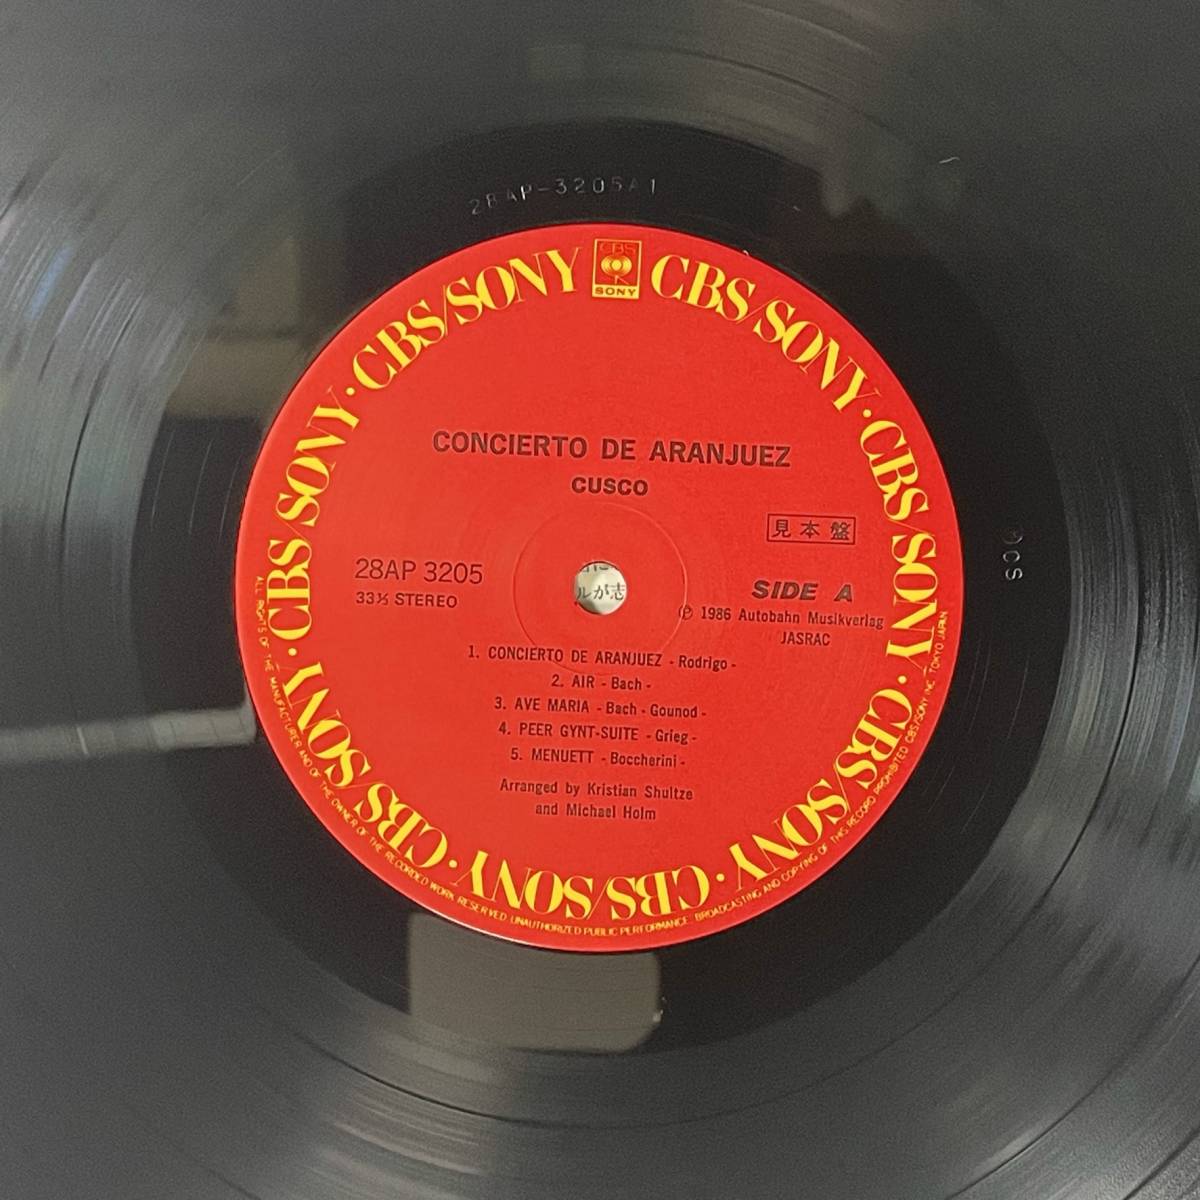 28AP-3205A1
CBS
SONY
CBS/SONY · CBS/SONY · CBS/SONY · CBS/SONY · CBS/SONY · CBS/SONY · CBS/SONY · CBS/SONY
CONCIERTO DE ARANJUEZ
CUSCO
見本盤
28AP 3205
33⅓ STEREO
SIDE A
℗ 1986 Autobahn Musikverlag
JASRAC
ルが志
1. CONCIERTO DE ARANJUEZ - Rodrigo -
2. AIR - Bach -
3. AVE MARIA - Bach - Gounod -
4. PEER GYNT-SUITE - Grieg -
5. MENUETT - Boccherini -
Arranged by Kristian Shultze
and Michael Holm
ALL RIGHTS OF THE MANUFACTURER AND OF THE OWNER OF THE RECORDED WORK RESERVED UNAUTHORIZED PUBLIC PERFORMANCE BROADCASTING AND COPYING OF THIS RECORD PROHIBITED CBS/SONY INC. TOKYO JAPAN